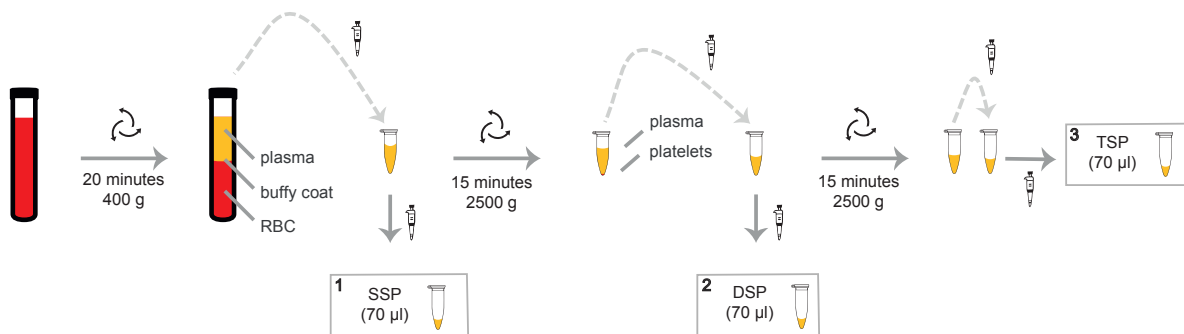 20 minutes
400 g
plasma
buffy coat
RBC
1
SSP
(70 µl)
15 minutes
2500 g
plasma
platelets
2
DSP
(70 µl)
15 minutes
2500 g
3
TSP
(70 µl)